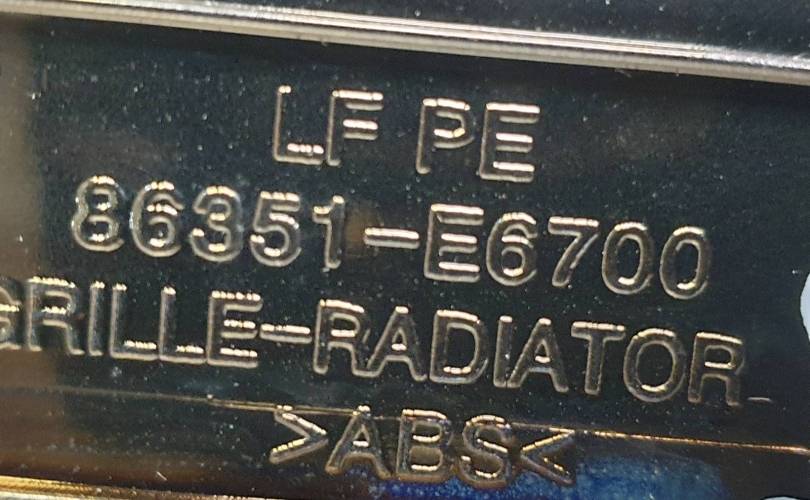 LF PE
86351-E6700
GRILLE-RADIATOR
>ABS<